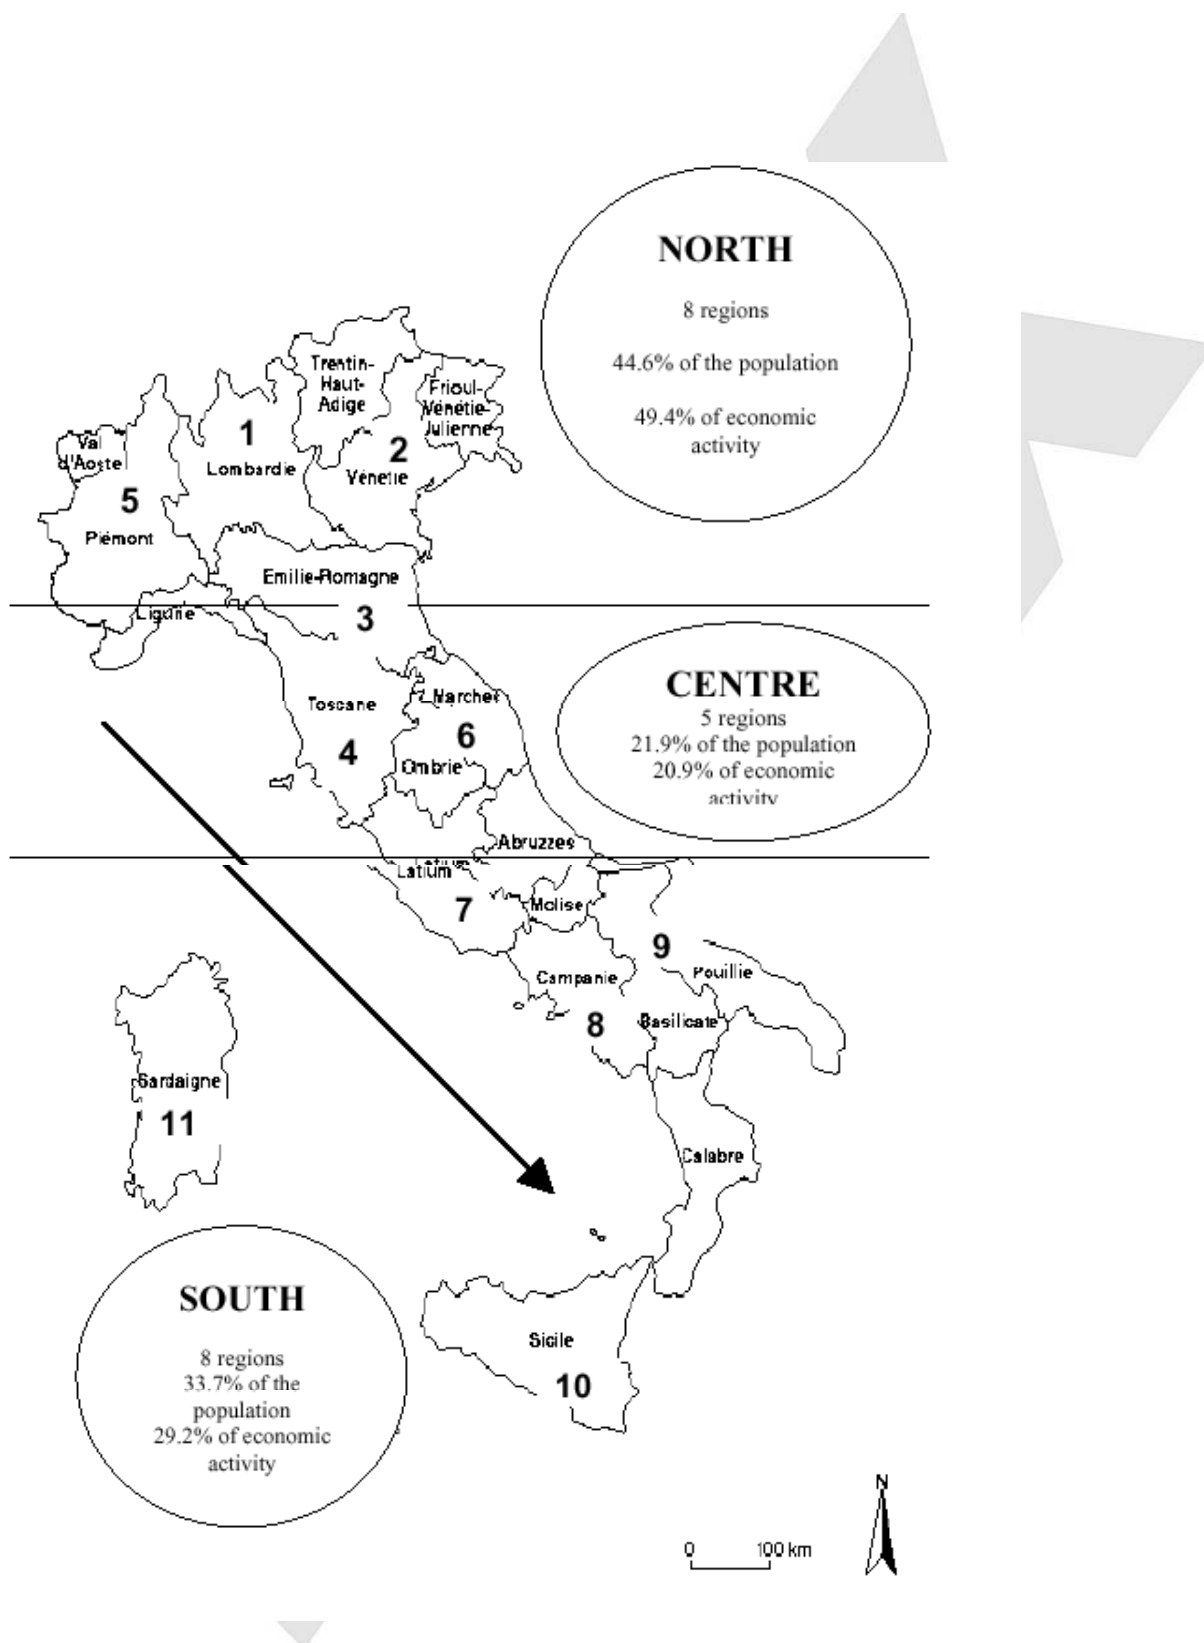 NORTH
8 regions
44.6% of the population
49.4% of economic
activity
Trentin-
Haut-
Adige
Frioul-
Vénétie-
Julienne
1
Lombardie
2
Vénétie
Val
d'Aoste
5
Piémont
Emilie-Romagne
Ligurie
3
CENTRE
5 regions
21.9% of the population
20.9% of economic
activity
Toscane
4
Marches
6
Ombrie
Abruzzes
Latium
Latium
7
Molise
9
Pouillie
Campanie
8
Basilicate
Sardaigne
11
Calabre
SOUTH
8 regions
33.7% of the
population
29.2% of economic
activity
Sicile
10
N
0 100 km